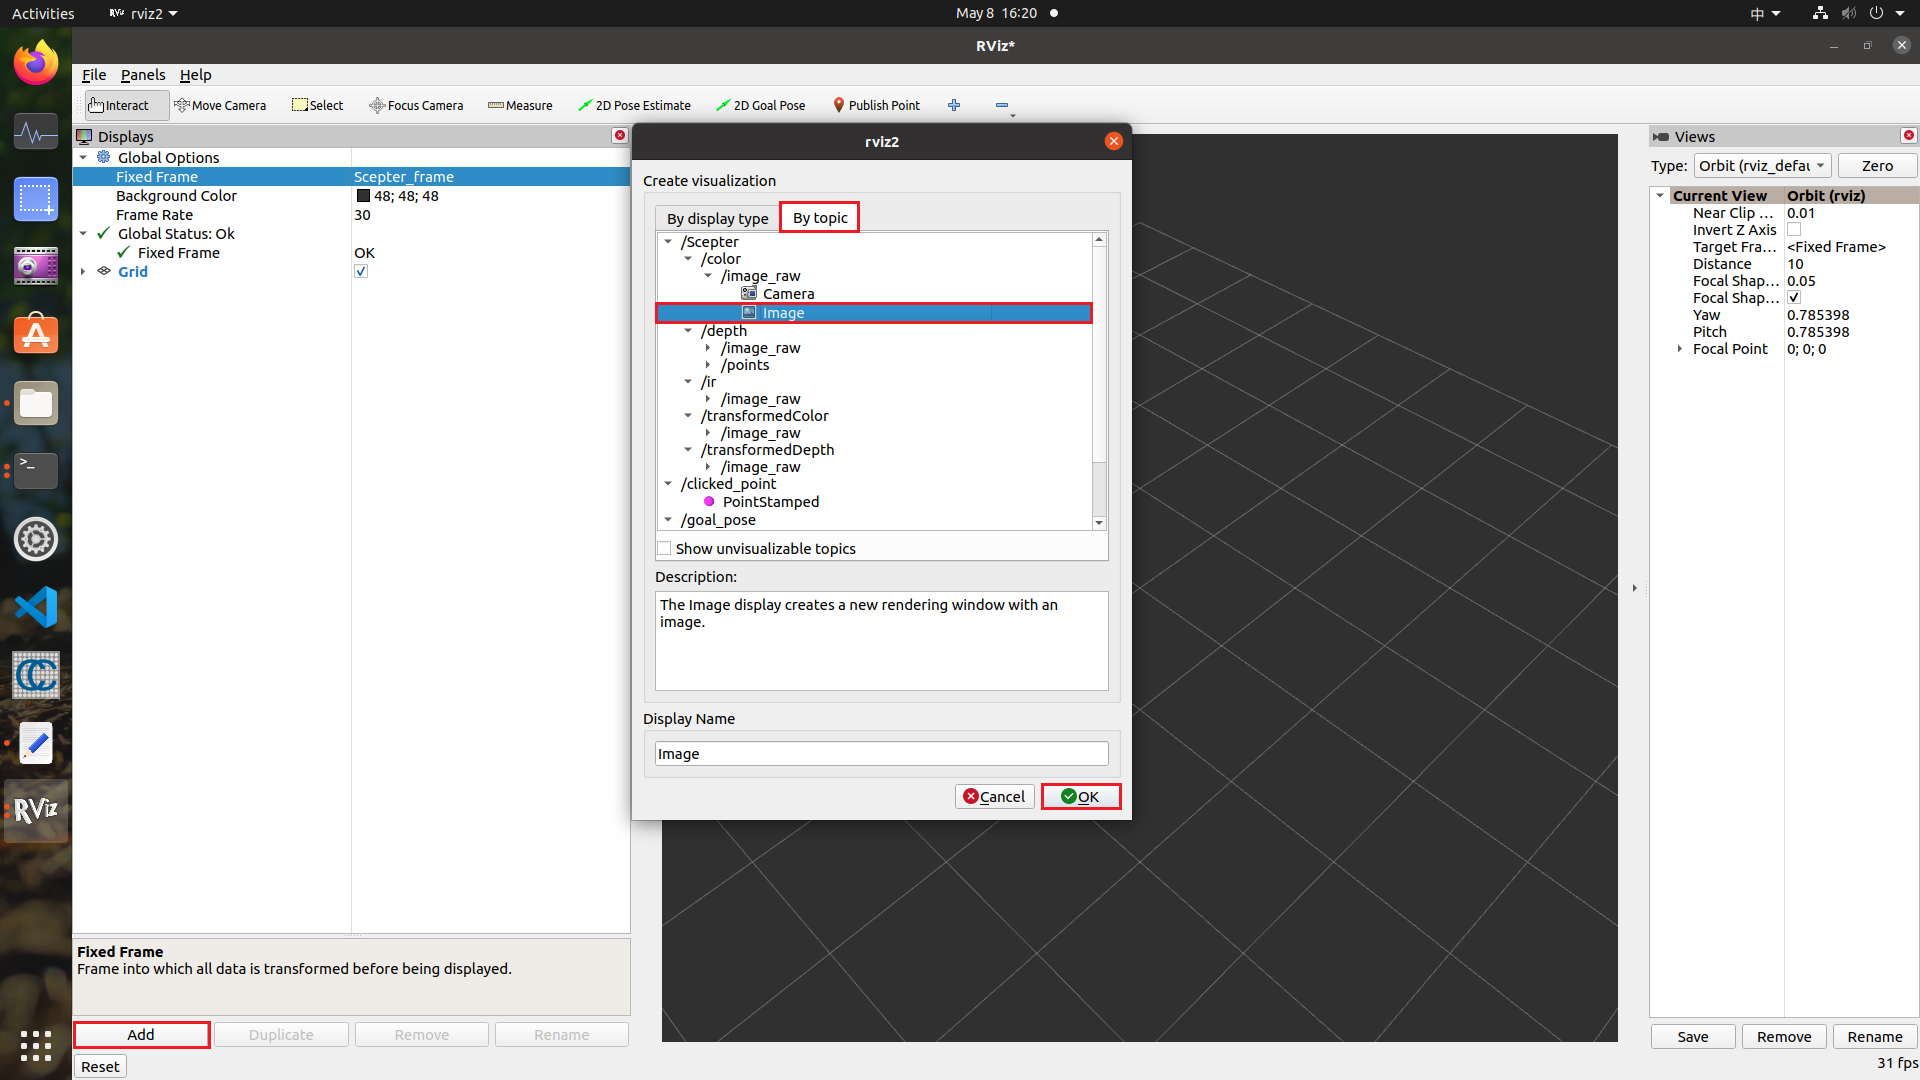 Activities
RViz rviz2
May 8 16:20
中
RViz*
File Panels Help
Interact Move Camera Select Focus Camera Measure 2D Pose Estimate 2D Goal Pose Publish Point
Displays
Global Options
Fixed Frame Scepter_frame
Background Color 48; 48; 48
Frame Rate 30
Global Status: Ok
Fixed Frame OK
Grid
Fixed Frame
Frame into which all data is transformed before being displayed.
Add Duplicate Remove Rename
Reset
rviz2
Create visualization
By display type By topic
/Scepter
/color
/image_raw
Camera
Image
/depth
/image_raw
/points
/ir
/image_raw
/transformedColor
/image_raw
/transformedDepth
/image_raw
/clicked_point
PointStamped
/goal_pose
Show unvisualizable topics
Description:
The Image display creates a new rendering window with an
image.
Display Name
Image
Cancel OK
Views
Type: Orbit (rviz_defau Zero
Current View Orbit (rviz)
Near Clip ... 0.01
Invert Z Axis
Target Fra... <Fixed Frame>
Distance 10
Focal Shap... 0.05
Focal Shap...
Yaw 0.785398
Pitch 0.785398
Focal Point 0; 0; 0
Save Remove Rename
31 fps
>_
CC
RViz